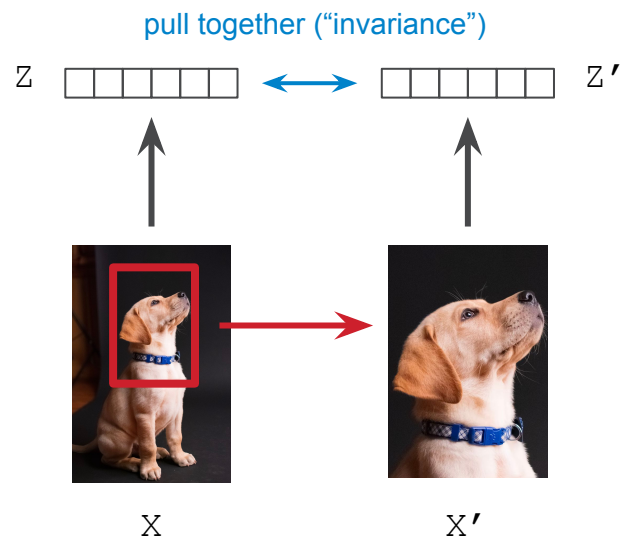 pull together (“invariance”)
Z
Z′
X
X′